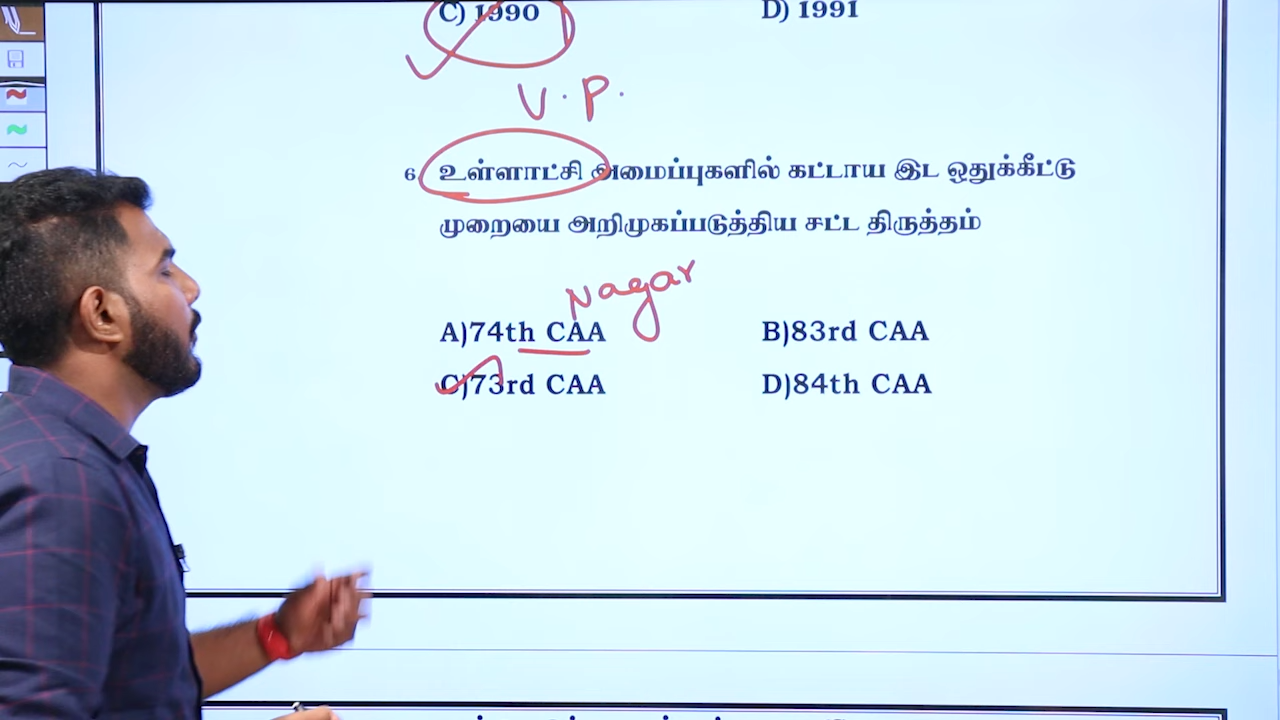 C) 1990 D) 1991
V.P.
6. உள்ளாட்சி அமைப்புகளில் கட்டாய இட ஒதுக்கீட்டு
முறையை அறிமுகப்படுத்திய சட்ட திருத்தம்
Nagar
A)74th CAA B)83rd CAA
C)73rd CAA D)84th CAA